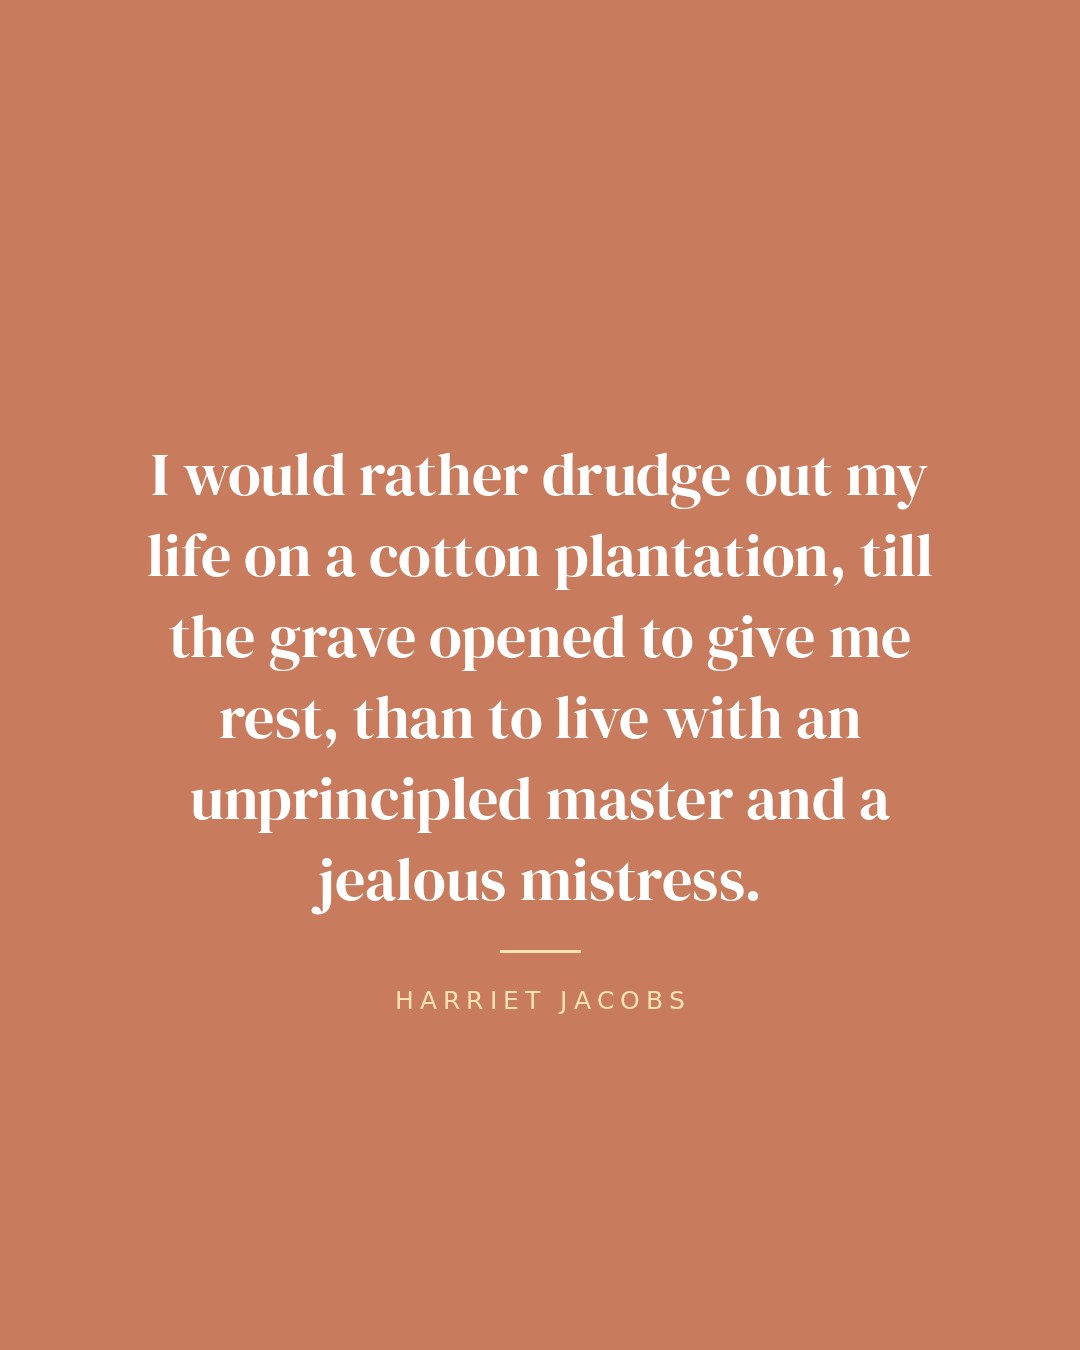 I would rather drudge out my
life on a cotton plantation, till
the grave opened to give me
rest, than to live with an
unprincipled master and a
jealous mistress.
HARRIET JACOBS